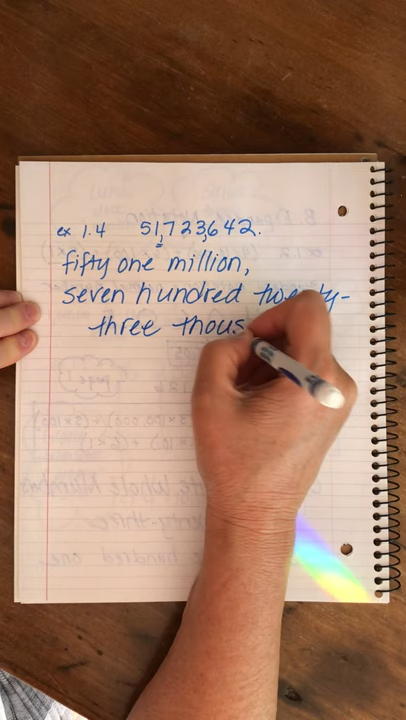 ex 1.4 51,723,642.
fifty one million,
seven hundred twenty-
three thous